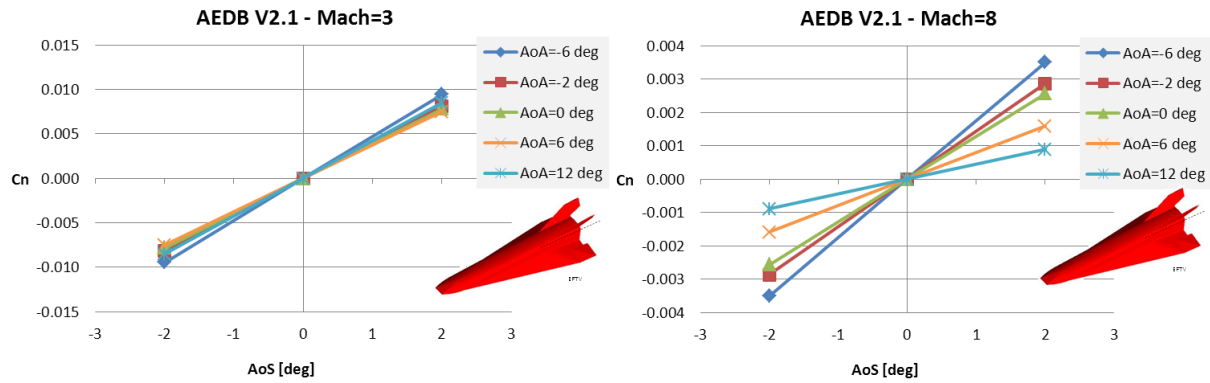 AEDB V2.1 - Mach=3
0.015
0.010
0.005
0.000
-0.005
-0.010
-0.015
Cn
-3
-2
-1
0
1
2
3
AoS [deg]
AoA=-6 deg
AoA=-2 deg
AoA=0 deg
AoA=6 deg
AoA=12 deg
EFTV
AEDB V2.1 - Mach=8
0.004
0.003
0.002
0.001
0.000
-0.001
-0.002
-0.003
-0.004
Cn
-3
-2
-1
0
1
2
3
AoS [deg]
AoA=-6 deg
AoA=-2 deg
AoA=0 deg
AoA=6 deg
AoA=12 deg
EFTV